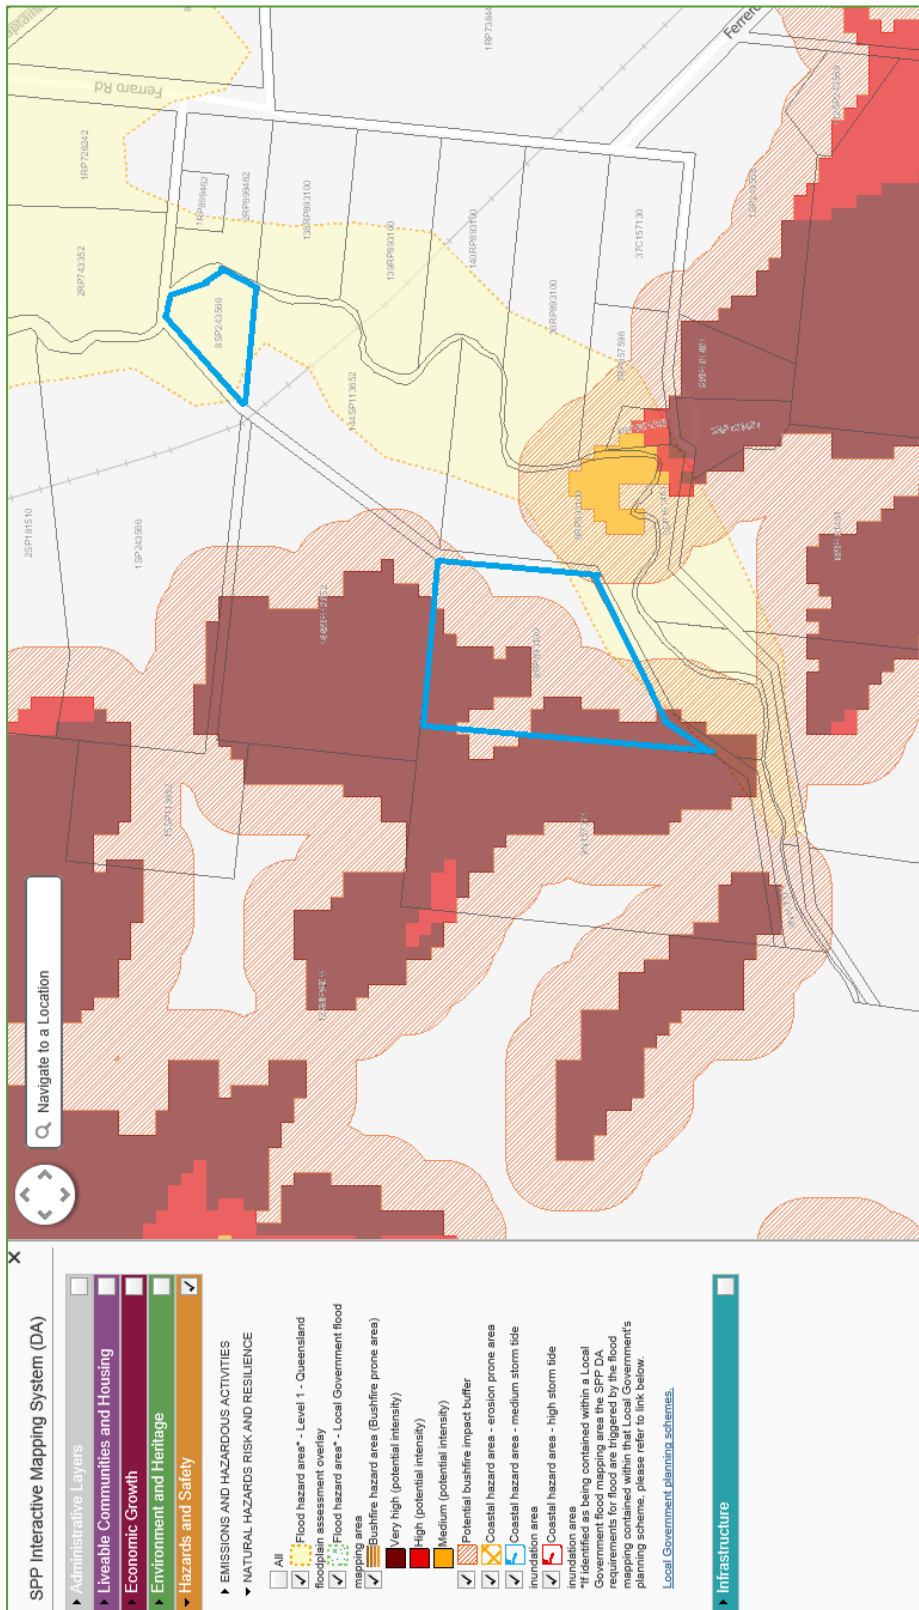 SPP Interactive Mapping System (DA)
×
Administrative Layers
Liveable Communities and Housing
Economic Growth
Environment and Heritage
Hazards and Safety
EMISSIONS AND HAZARDOUS ACTIVITIES
NATURAL HAZARDS RISK AND RESILIENCE
All
Flood hazard area* - Level 1 - Queensland
floodplain assessment overlay
Flood hazard area* - Local Government flood
mapping area
Bushfire hazard area (Bushfire prone area)
Very high (potential intensity)
High (potential intensity)
Medium (potential intensity)
Potential bushfire impact buffer
Coastal hazard area - erosion prone area
Coastal hazard area - medium storm tide
inundation area
Coastal hazard area - high storm tide
inundation area
*If identified as being contained within a Local
Government flood mapping area the SPP DA
requirements for flood are triggered by the flood
mapping contained within that Local Government's
planning scheme, please refer to link below.
Local Government planning schemes.
Infrastructure
Navigate to a Location
2SP181510
1SP243566
2RP743352
1RP726242
Ferraro Rd
1RP899462
2RP899462
8SP243566
138RP893100
139RP893100
140RP893100
37C157130
144SP113652
15SP113652